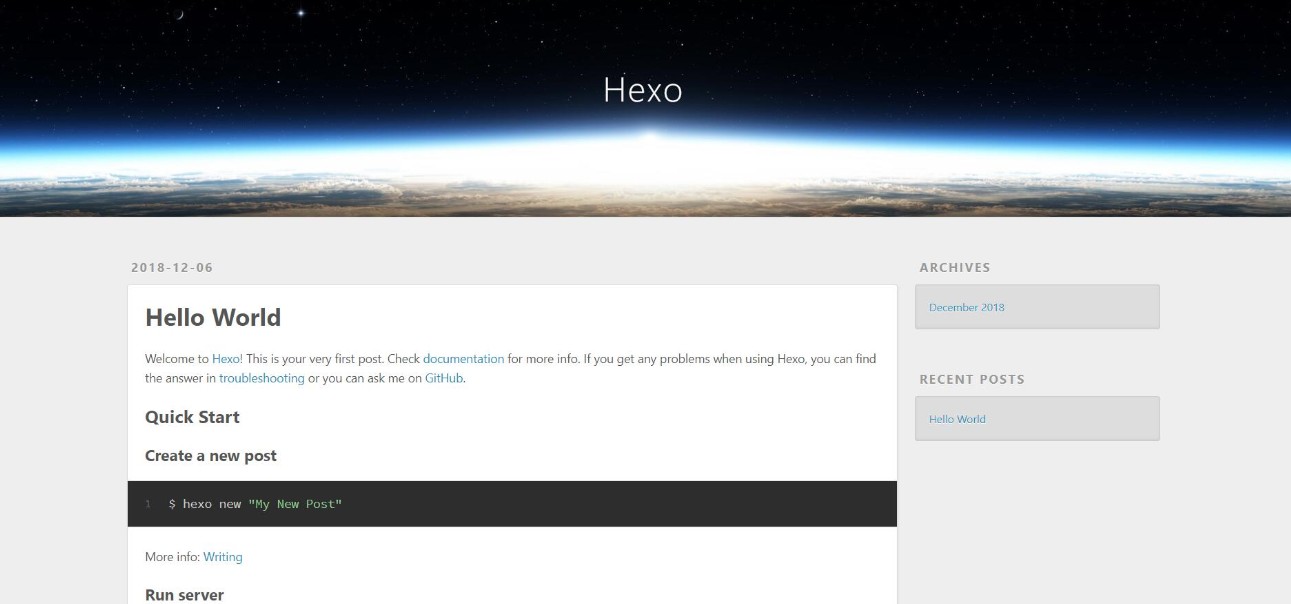 Hexo
2018-12-06
Hello World
Welcome to Hexo! This is your very first post. Check documentation for more info. If you get any problems when using Hexo, you can find
the answer in troubleshooting or you can ask me on GitHub.
Quick Start
Create a new post
1 $ hexo new "My New Post"
More info: Writing
Run server
ARCHIVES
December 2018
RECENT POSTS
Hello World